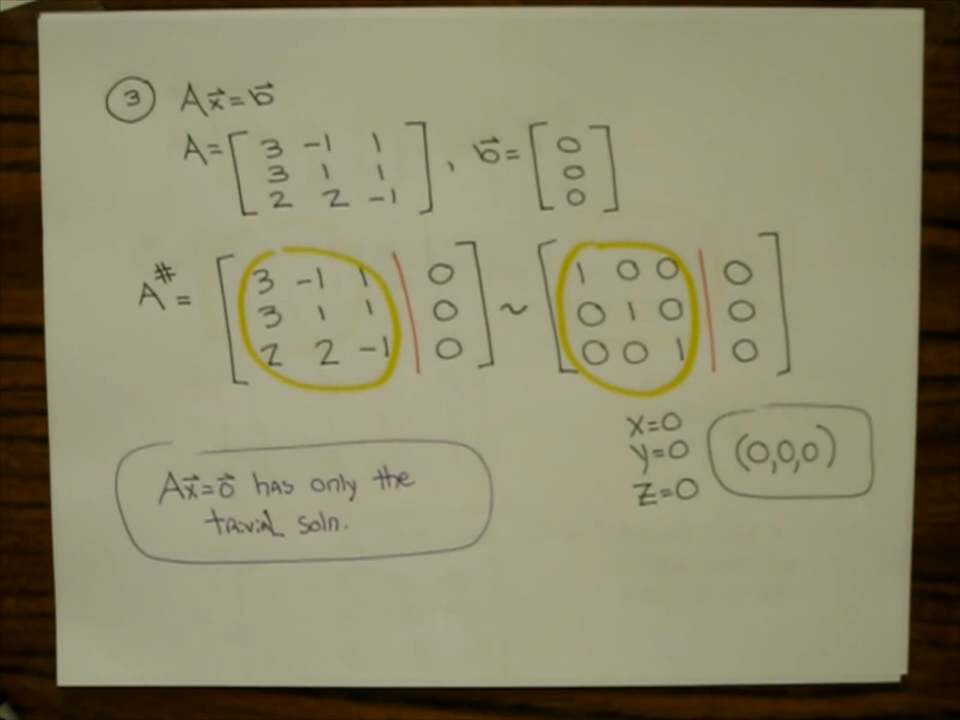 3 Ax⃗=b⃗
A=[3 -1 1], b⃗=[0]
3 1 1 0
2 2 -1 0
A#= [3 -1 1 | 0] ~ [1 0 0 | 0]
3 1 1 | 0 0 1 0 | 0
2 2 -1 | 0 0 0 1 | 0
x=0
y=0 (0,0,0)
z=0
Ax⃗=0⃗ has only the
trivial soln.